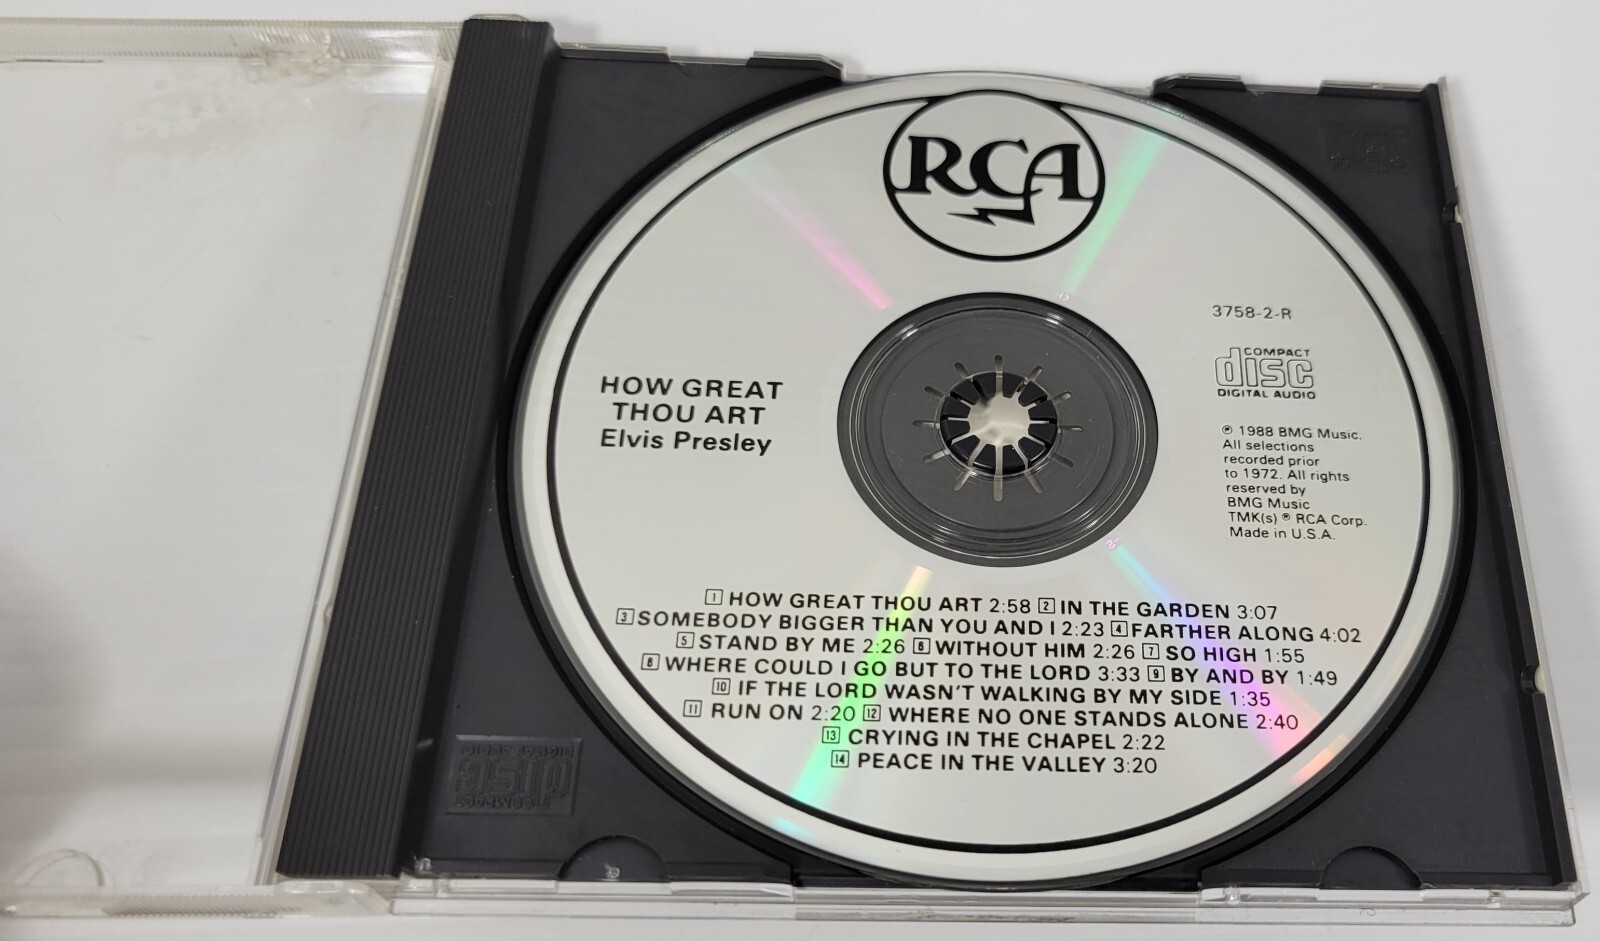 RCA
3758-2-R
COMPACT
disc
DIGITAL AUDIO
HOW GREAT
THOU ART
Elvis Presley
℗ 1988 BMG Music.
All selections
recorded prior
to 1972. All rights
reserved by
BMG Music
TMK(s) ® RCA Corp.
Made in U.S.A.
1 HOW GREAT THOU ART 2:58 2 IN THE GARDEN 3:07
3 SOMEBODY BIGGER THAN YOU AND I 2:23 4 FARTHER ALONG 4:02
5 STAND BY ME 2:26 6 WITHOUT HIM 2:26 7 SO HIGH 1:55
8 WHERE COULD I GO BUT TO THE LORD 3:33 9 BY AND BY 1:49
10 IF THE LORD WASN'T WALKING BY MY SIDE 1:35
11 RUN ON 2:20 12 WHERE NO ONE STANDS ALONE 2:40
13 CRYING IN THE CHAPEL 2:22
14 PEACE IN THE VALLEY 3:20
COMPACT
disc
DIGITAL AUDIO